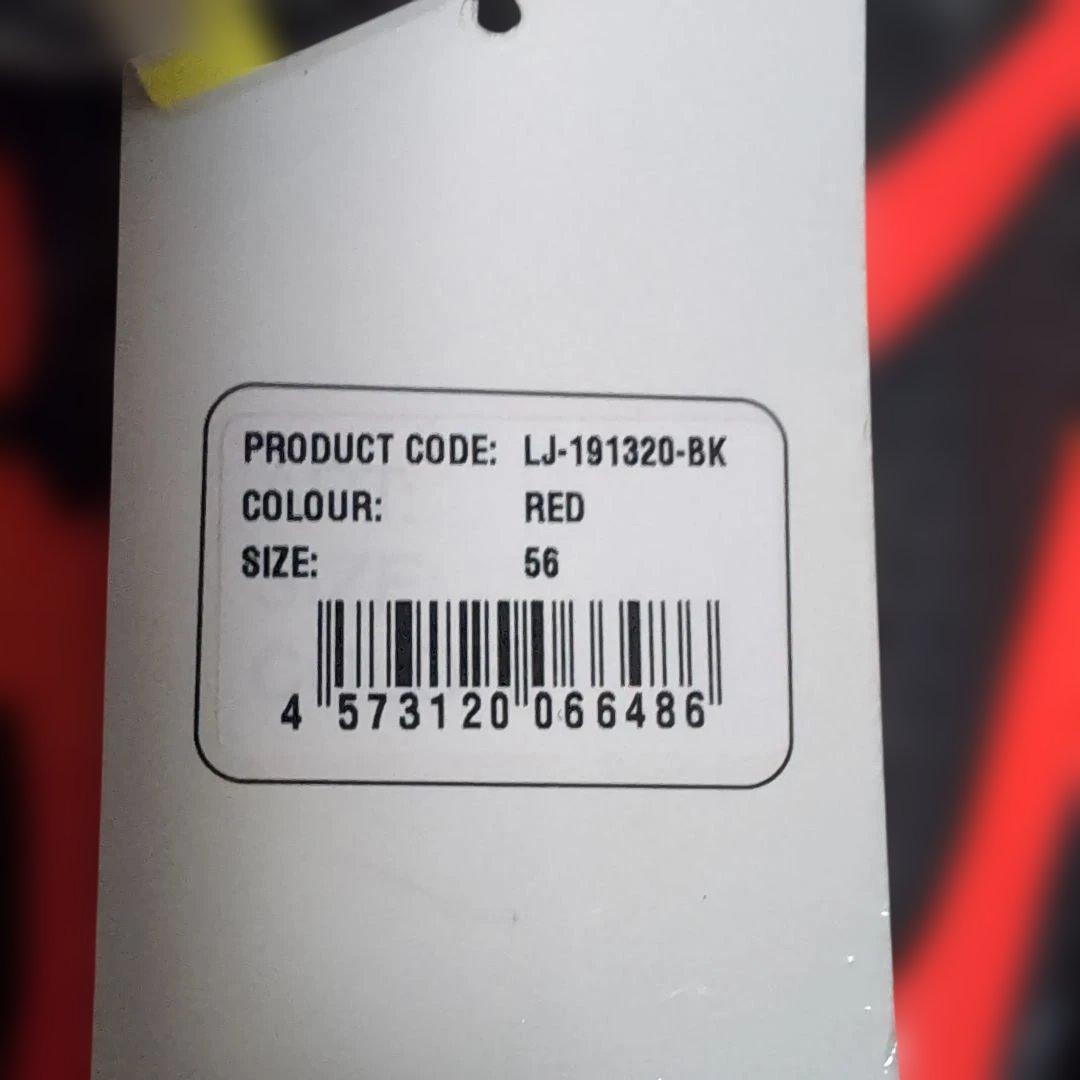 PRODUCT CODE: LJ-191320-BK
COLOUR: RED
SIZE: 56
4 573120 066486